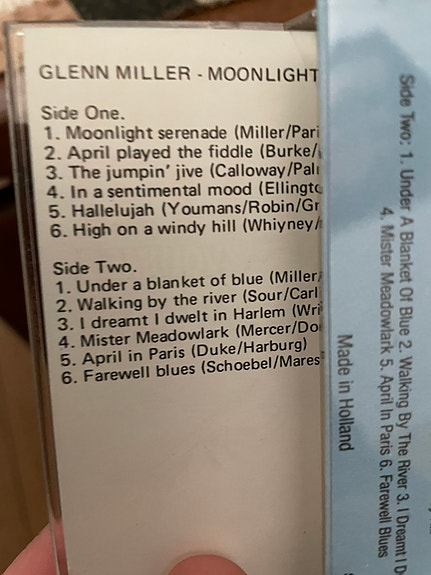 GLENN MILLER - MOONLIGHT
Side One.
1. Moonlight serenade (Miller/Pari
2. April played the fiddle (Burke/
3. The jumpin' jive (Calloway/Pal
4. In a sentimental mood (Ellingto
5. Hallelujah (Youmans/Robin/Gr
6. High on a windy hill (Whiyney/
Side Two.
1. Under a blanket of blue (Miller/
2. Walking by the river (Sour/Carl
3. I dreamt I dwelt in Harlem (Wri
4. Mister Meadowlark (Mercer/Do
5. April in Paris (Duke/Harburg)
6. Farewell blues (Schoebel/Mares
Side Two: 1. Under A Blanket Of Blue 2. Walking By The River 3. I Dreamt I D
4. Mister Meadowlark 5. April In Paris 6. Farewell Blues
Made in Holland